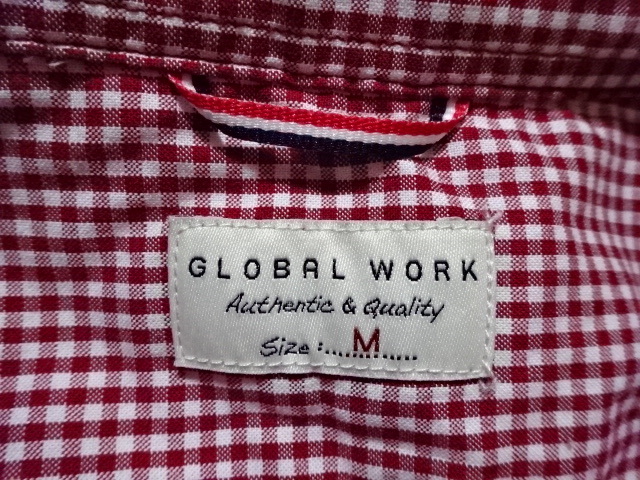 GLOBAL WORK
Authentic & Quality
Size:....M.....